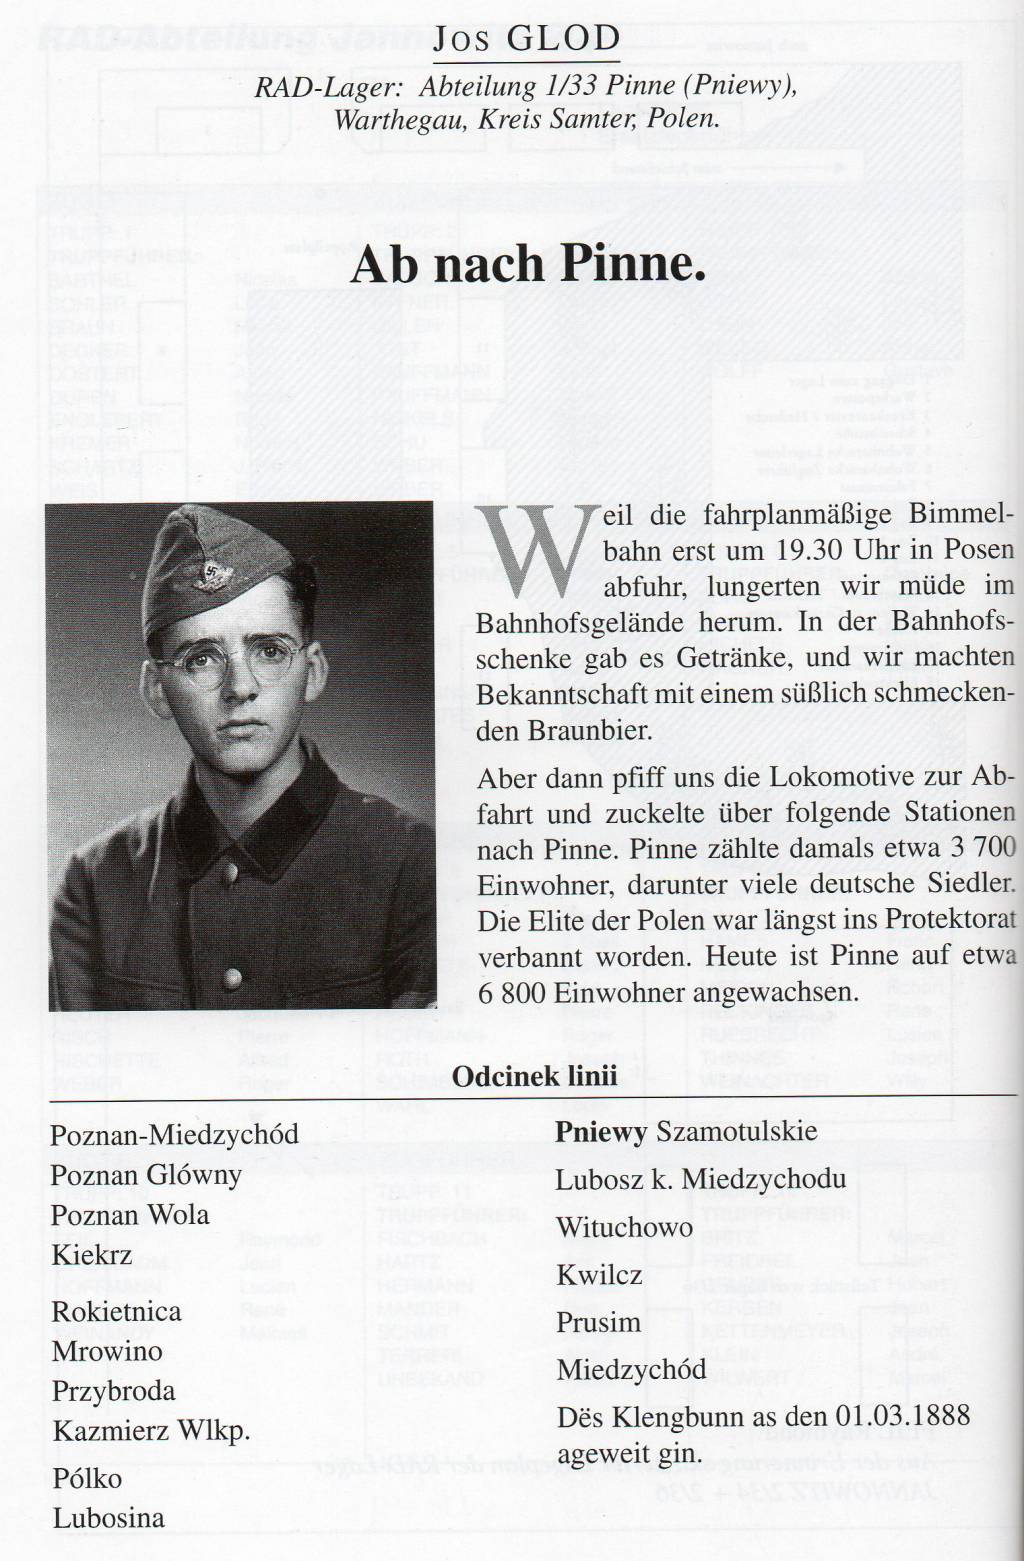 Jos GLOD
RAD-Lager: Abteilung 1/33 Pinne (Pniewy),
Warthegau, Kreis Samter, Polen.
Ab nach Pinne.
Weil die fahrplanmäßige Bimmel-
bahn erst um 19.30 Uhr in Posen
abfuhr, lungerten wir müde im
Bahnhofsgelände herum. In der Bahnhofs-
schenke gab es Getränke, und wir machten
Bekanntschaft mit einem süßlich schmecken-
den Braunbier.
Aber dann pfiff uns die Lokomotive zur Ab-
fahrt und zuckelte über folgende Stationen
nach Pinne. Pinne zählte damals etwa 3 700
Einwohner, darunter viele deutsche Siedler.
Die Elite der Polen war längst ins Protektorat
verbannt worden. Heute ist Pinne auf etwa
6 800 Einwohner angewachsen.
Odcinek linii
Poznan-Miedzychód
Poznan Glówny
Poznan Wola
Kiekrz
Rokietnica
Mrowino
Przybroda
Kazmierz Wlkp.
Pólko
Lubosina
Pniewy Szamotulskie
Lubosz k. Miedzychodu
Wituchowo
Kwilcz
Prusim
Miedzychód
Dës Klengbunn as den 01.03.1888
ageweit gin.